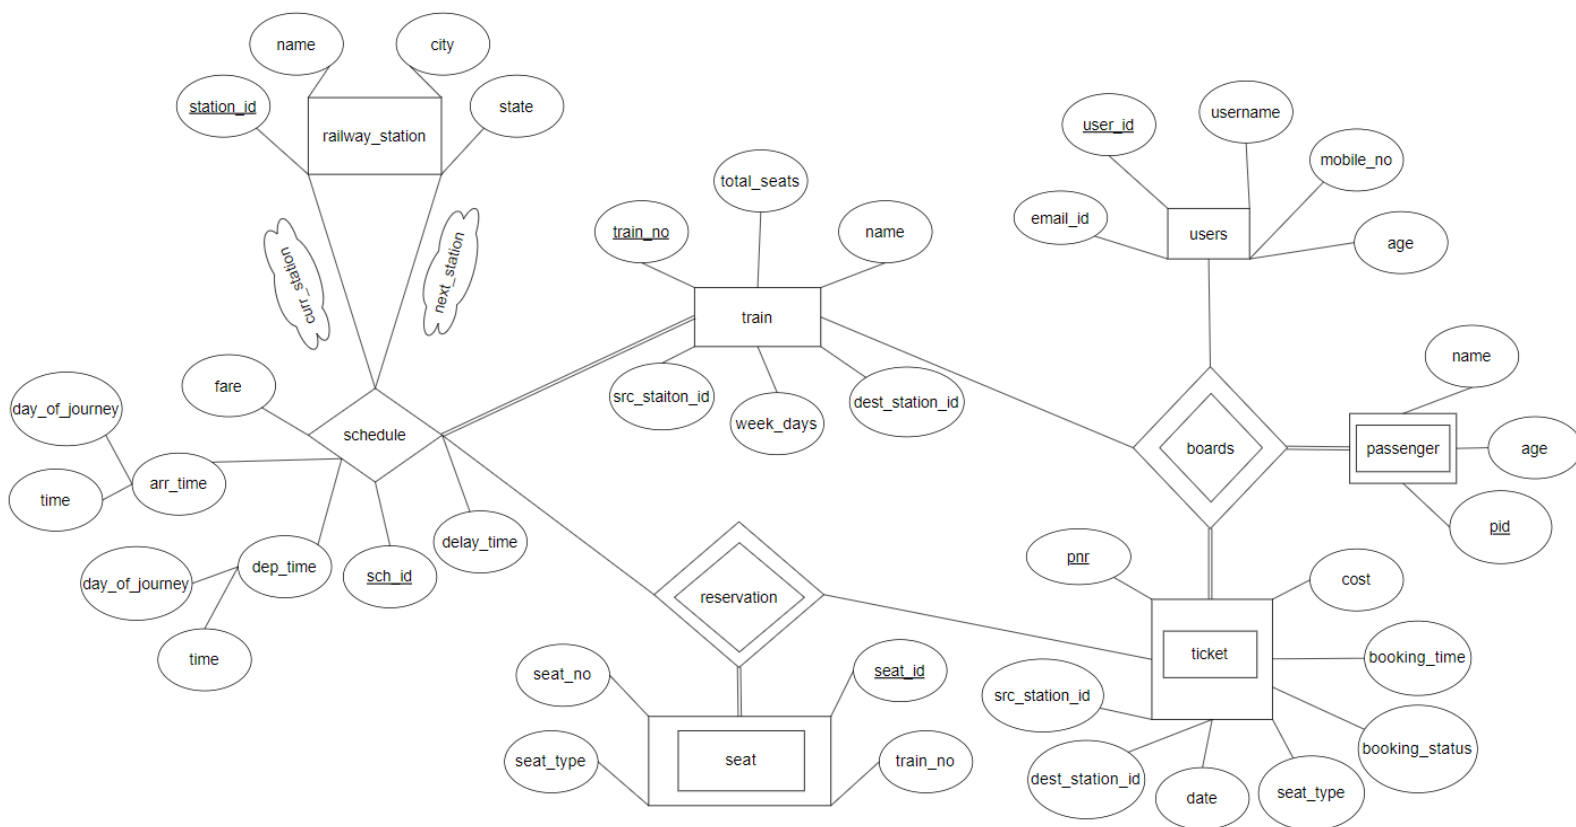 name
city
station_id
state
railway_station
curr_station
next_station
total_seats
train_no
name
train
src_staiton_id
week_days
dest_station_id
user_id
username
mobile_no
email_id
users
age
name
boards
passenger
age
pid
fare
day_of_journey
schedule
time
arr_time
delay_time
day_of_journey
dep_time
sch_id
time
reservation
seat_no
seat_id
seat_type
seat
train_no
pnr
cost
ticket
booking_time
src_station_id
booking_status
dest_station_id
date
seat_type